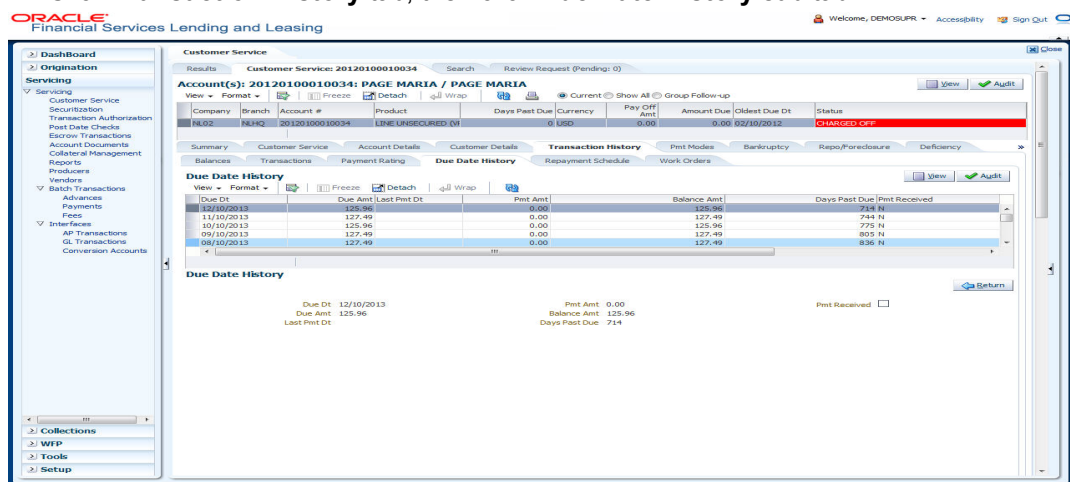 ORACLE
Financial Services Lending and Leasing
Welcome, DEMOSUPR Accessibility Sign Out
Close
DashBoard
Origination
Servicing
Servicing
Customer Service
Securitization
Transaction Authorization
Post Date Checks
Escrow Transactions
Account Documents
Collateral Management
Reports
Producers
Vendors
Batch Transactions
Advances
Payments
Fees
Interfaces
AP Transactions
GL Transactions
Conversion Accounts
Collections
WFP
Tools
Setup
Customer Service
Results Customer Service: 20120100010034 Search Review Request (Pending: 0)
Account(s): 20120100010034: PAGE MARIA / PAGE MARIA
View Audit
View Format Freeze Detach Wrap Current Show All Group Follow-up
Company Branch Account # Product Days Past Due Currency Pay Off Amt Amount Due Oldest Due Dt Status
NL02 NLHQ 20120100010034 LINE UNSECURED (VI 0 USD 0.00 0.00 02/10/2012 CHARGED OFF
Summary Customer Service Account Details Customer Details Transaction History Pmt Modes Bankruptcy Repo/Foreclosure Deficiency »
Balances Transactions Payment Rating Due Date History Repayment Schedule Work Orders
Due Date History
View Audit
View Format Freeze Detach Wrap
Due Dt Due Amt Last Pmt Dt Pmt Amt Balance Amt Days Past Due Pmt Received
12/10/2013 125.96 0.00 125.96 714 N
11/10/2013 127.49 0.00 127.49 744 N
10/10/2013 125.96 0.00 125.96 775 N
09/10/2013 127.49 0.00 127.49 805 N
08/10/2013 127.49 0.00 127.49 836 N
Due Date History
Return
Due Dt 12/10/2013 Pmt Amt 0.00 Pmt Received
Due Amt 125.96 Balance Amt 125.96
Last Pmt Dt Days Past Due 714